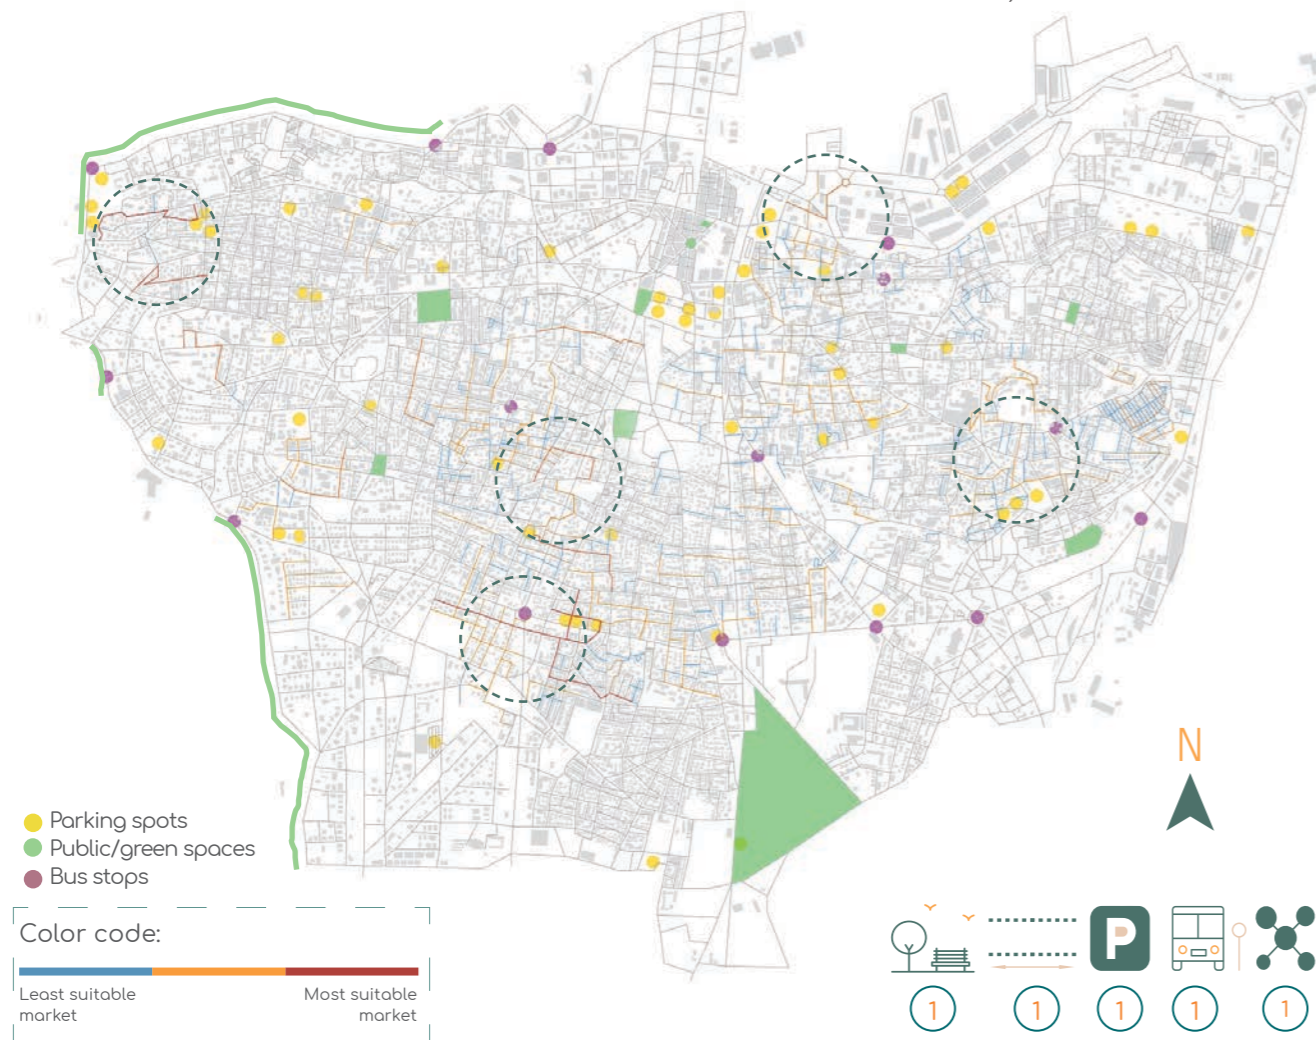 N
Parking spots
Public/green spaces
Bus stops
Color code:
Least suitable market
Most suitable market
P
1 1 1 1 1